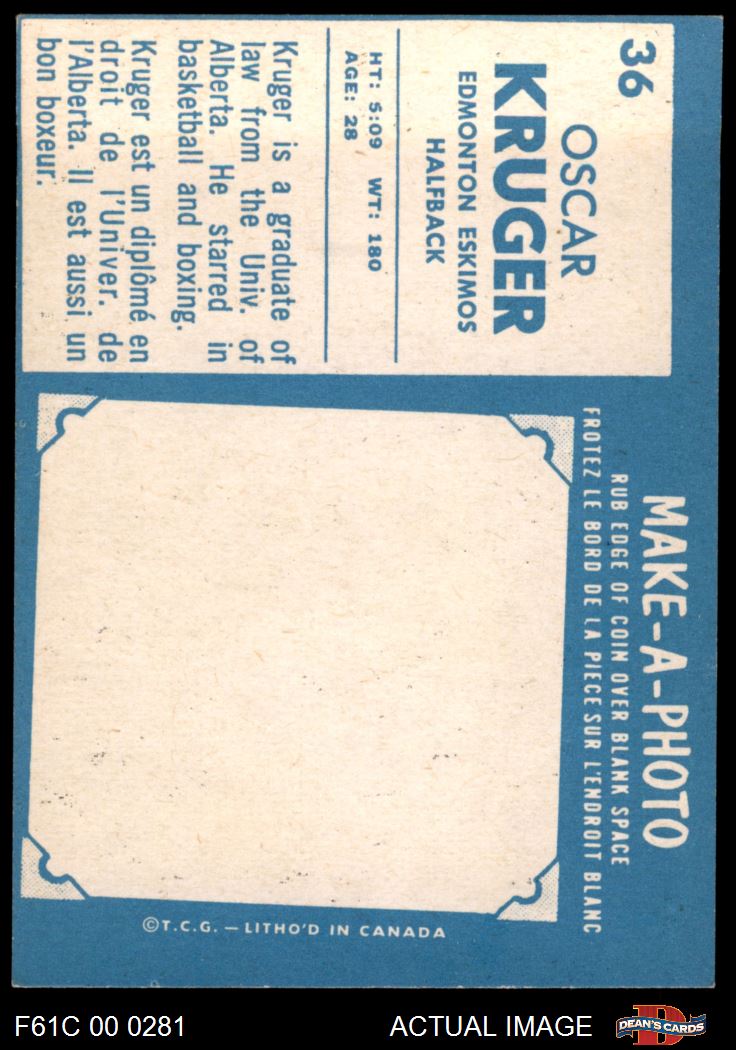 36
OSCAR
KRUGER
EDMONTON ESKIMOS
HALFBACK
HT: 5:09 WT: 180
AGE: 28
Kruger is a graduate of
law from the Univ. of
Alberta. He starred in
basketball and boxing.
Kruger est un diplômé en
droit de l'Univer. de
l'Alberta. Il est aussi un
bon boxeur.
MAKE-A-PHOTO
RUB EDGE OF COIN OVER BLANK SPACE
FROTEZ LE BORD DE LA PIECE SUR L'ENDROIT BLANC
©T.C.G. — LITHO'D IN CANADA
F61C 00 0281
ACTUAL IMAGE
D
DEAN'S CARDS